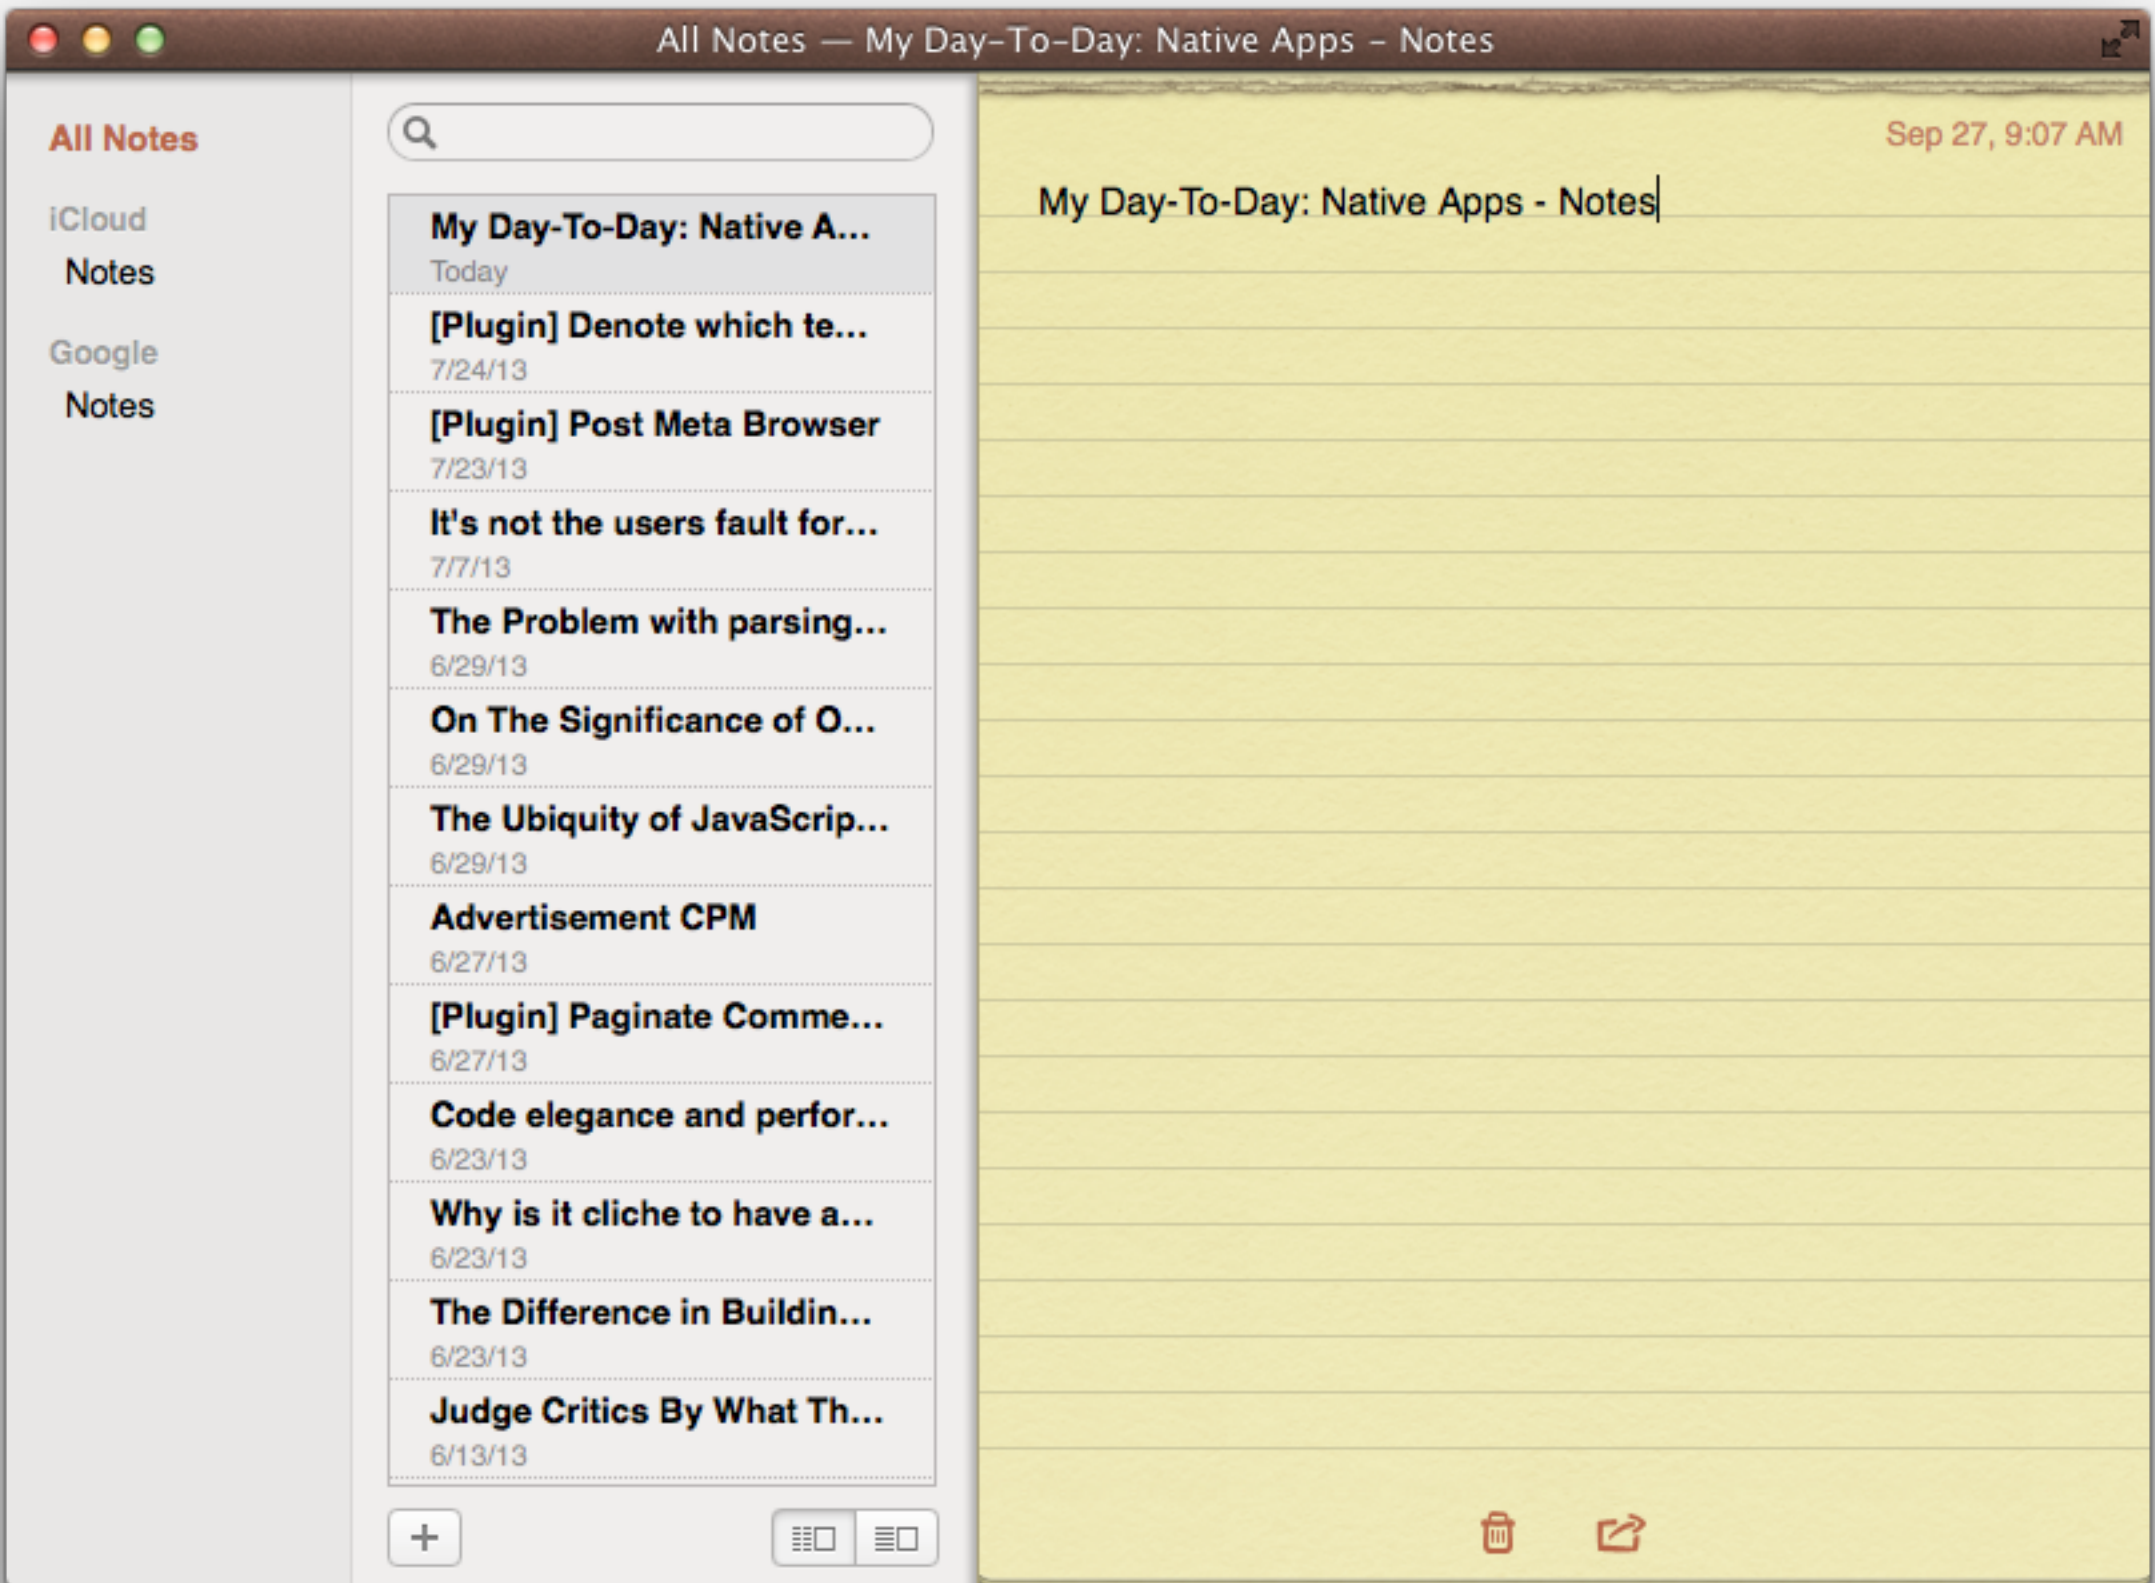 All Notes — My Day-To-Day: Native Apps – Notes
All Notes
iCloud
Notes
Google
Notes
My Day-To-Day: Native A...
Today
[Plugin] Denote which te...
7/24/13
[Plugin] Post Meta Browser
7/23/13
It's not the users fault for...
7/7/13
The Problem with parsing...
6/29/13
On The Significance of O...
6/29/13
The Ubiquity of JavaScrip...
6/29/13
Advertisement CPM
6/27/13
[Plugin] Paginate Comme...
6/27/13
Code elegance and perfor...
6/23/13
Why is it cliche to have a...
6/23/13
The Difference in Buildin...
6/23/13
Judge Critics By What Th...
6/13/13
Sep 27, 9:07 AM
My Day-To-Day: Native Apps - Notes